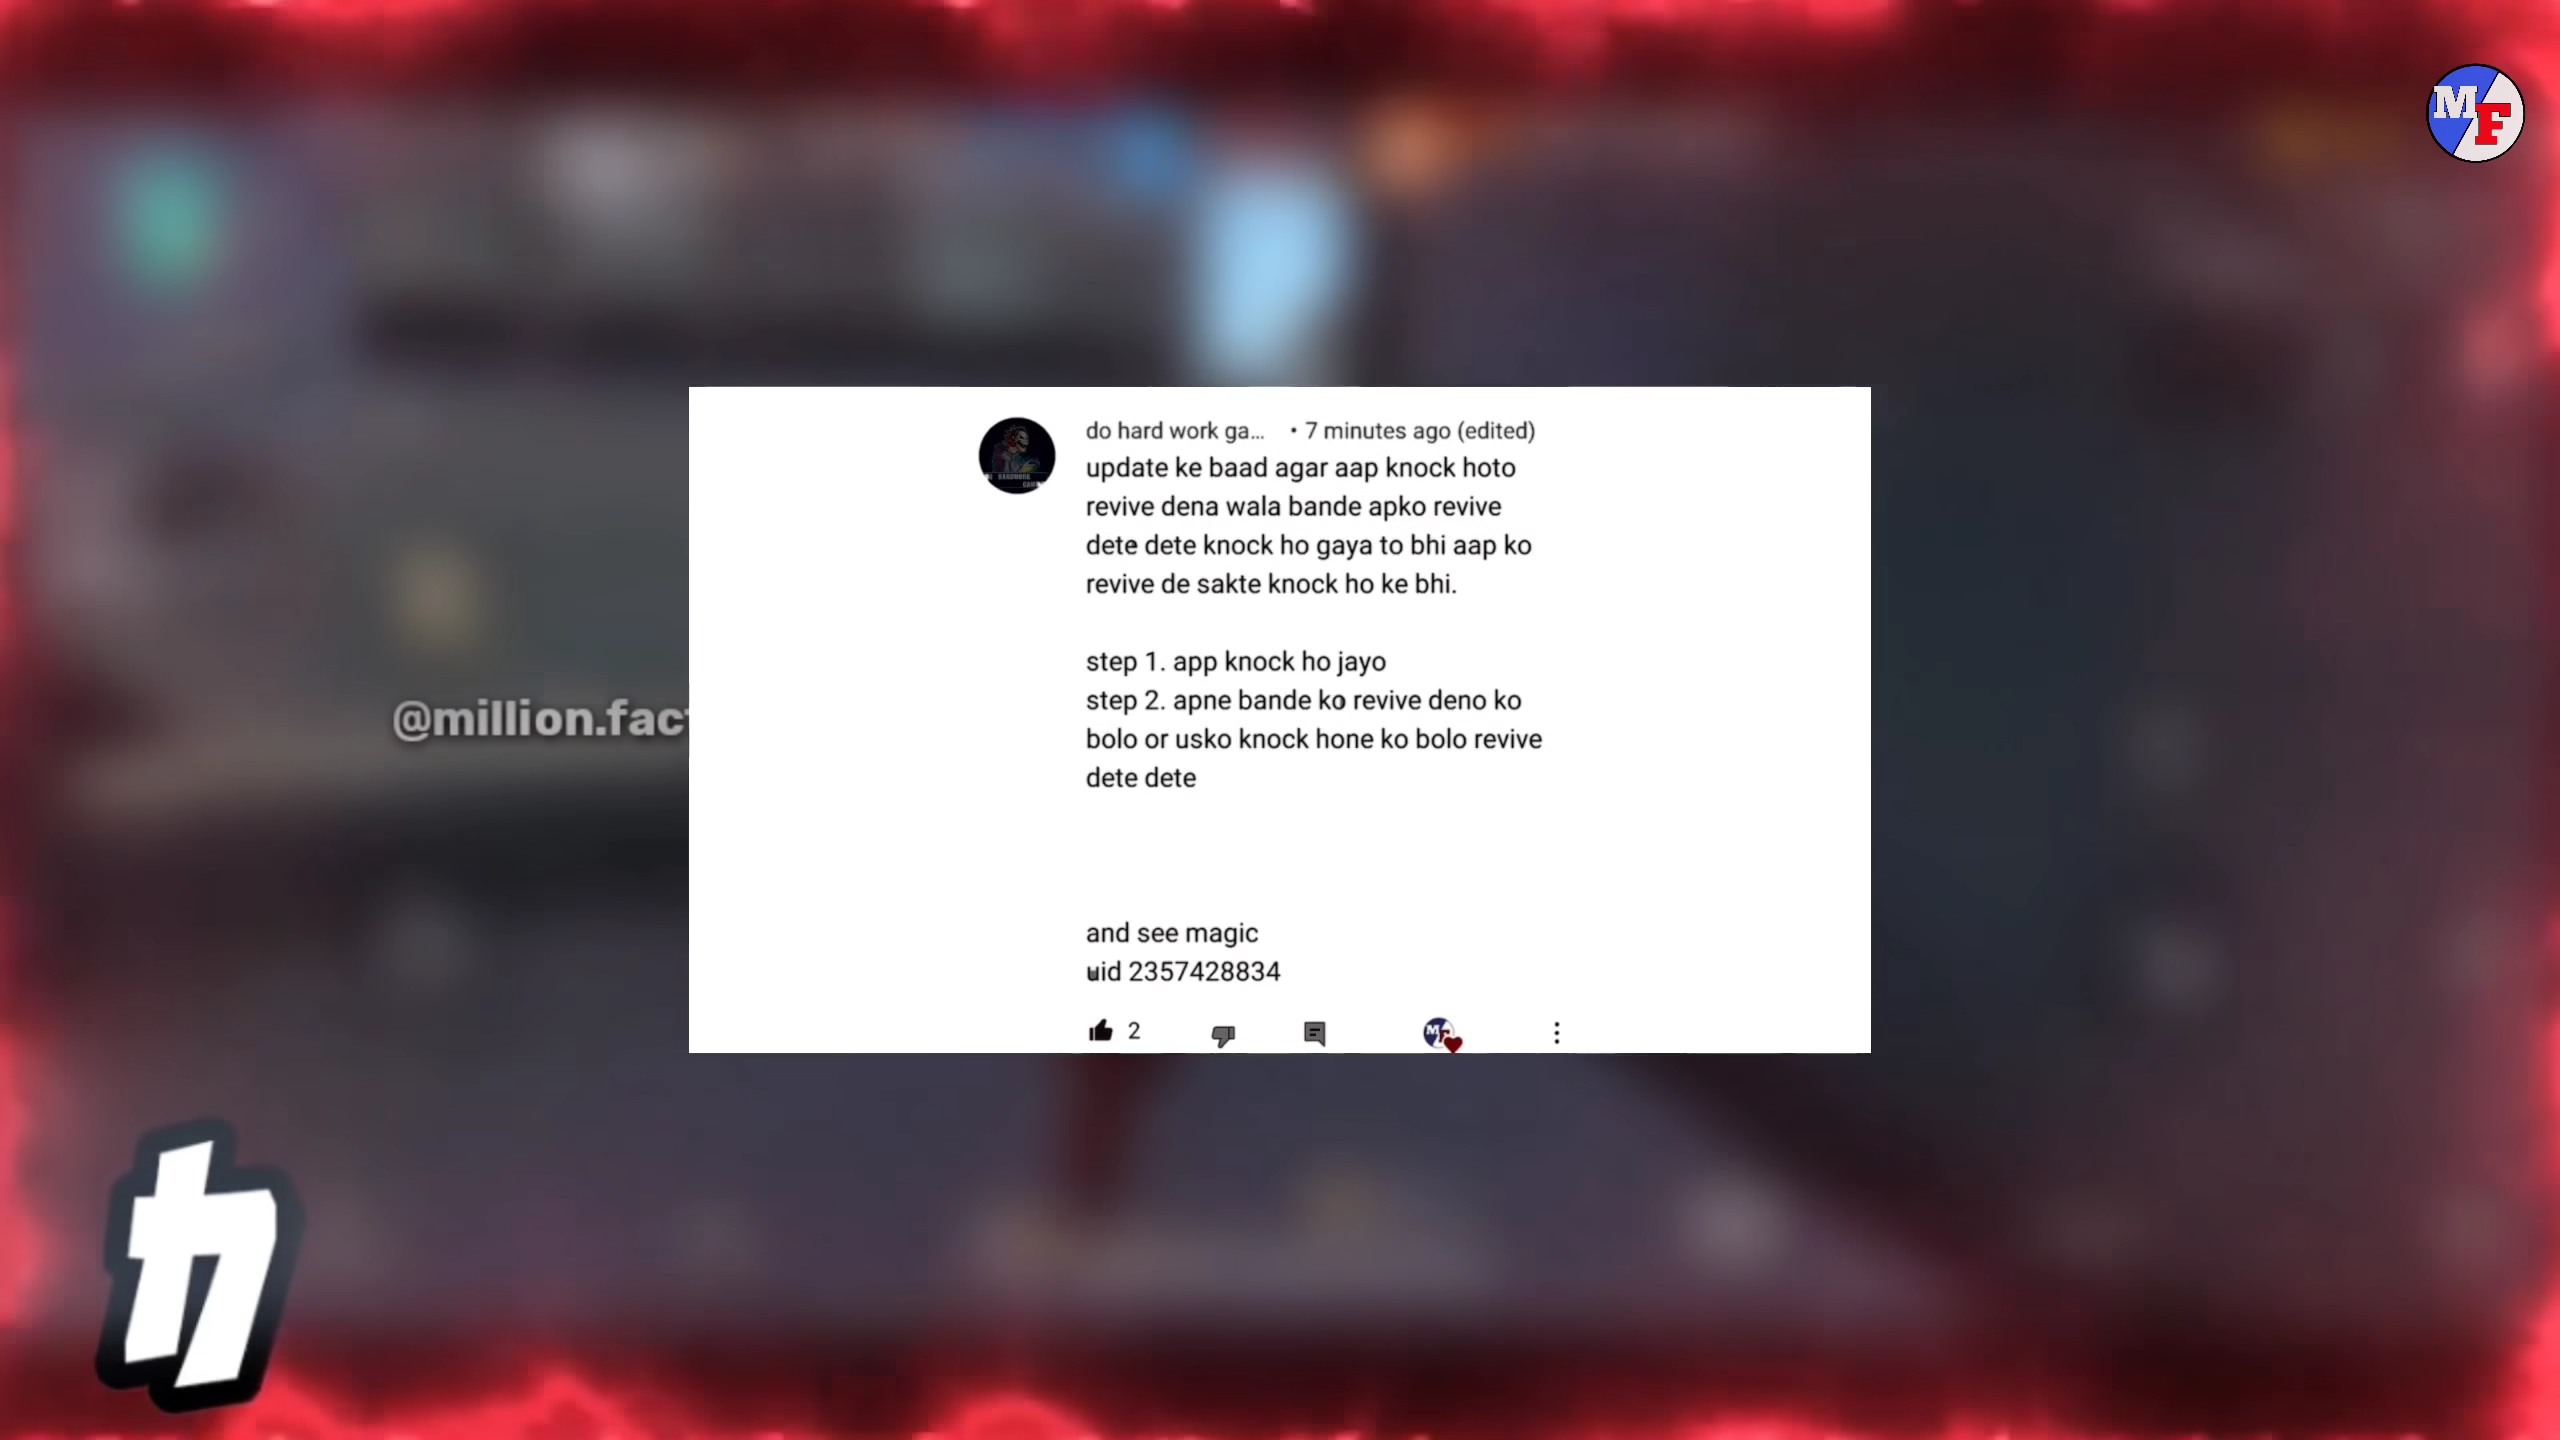 MF
do hard work ga... • 7 minutes ago (edited)
update ke baad agar aap knock hoto
revive dena wala bande apko revive
dete dete knock ho gaya to bhi aap ko
revive de sakte knock ho ke bhi.
step 1. app knock ho jayo
step 2. apne bande ko revive deno ko
bolo or usko knock hone ko bolo revive
dete dete
@million.fac
and see magic
uid 2357428834
2